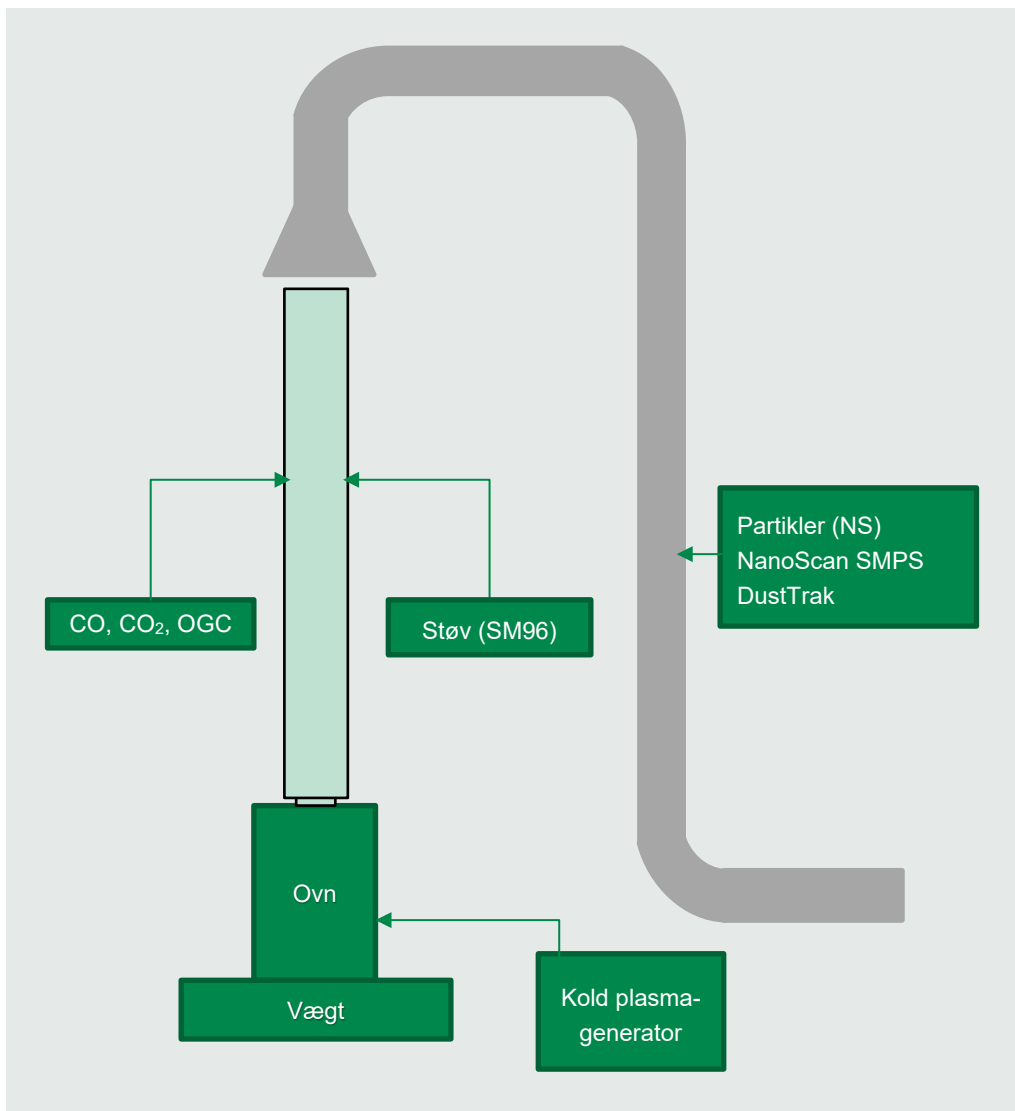 Partikler (NS)
NanoScan SMPS
DustTrak
CO, CO₂, OGC
Støv (SM96)
Ovn
Vægt
Kold plasma-
generator